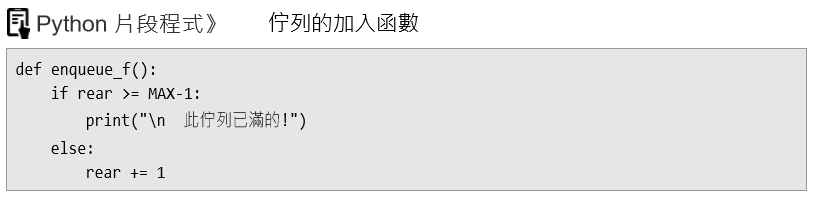 Python 片段程式》 佇列的加入函數
def enqueue_f():
    if rear >= MAX-1:
        print("\n  此佇列已滿的!")
    else:
        rear += 1